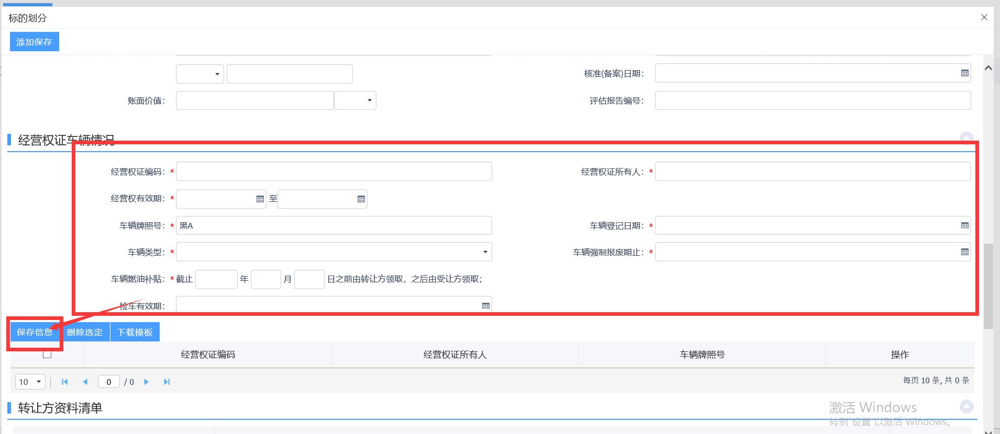 标的划分
添加保存
核准(备案)日期：
账面价值： 评估报告编号：
经营权证车辆情况
经营权证编码：* 经营权证所有人：*
经营权有效期：* 至
车辆牌照号：* 黑A 车辆登记日期：*
车辆类型：* 车辆强制报废期止：*
车辆燃油补贴：* 截止 年 月 日之前由转让方领取，之后由受让方领取；
检车有效期：
保存信息 删除选定 下载模板
经营权证编码 经营权证所有人 车辆牌照号 操作
10 0 / 0 每页 10 条, 共 0 条
转让方资料清单
激活 Windows
转到"设置"以激活 Windows。